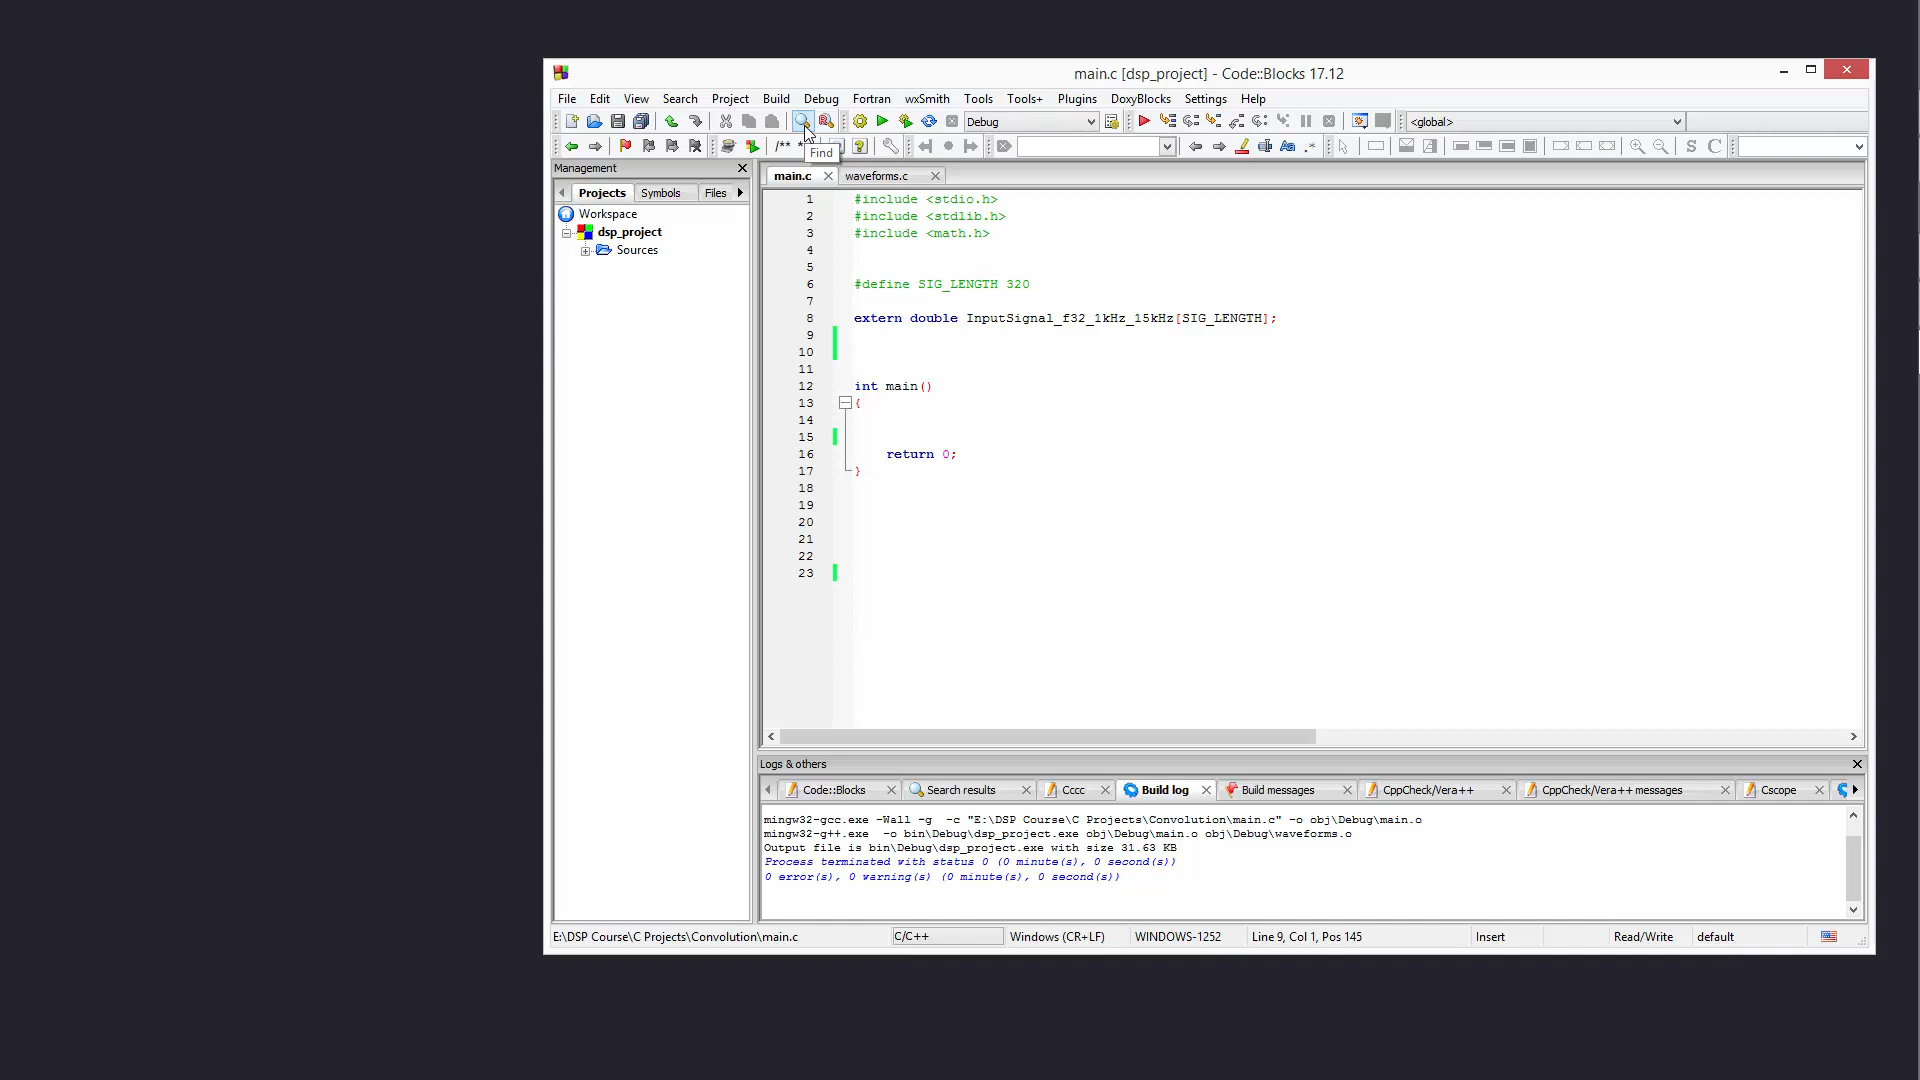 main.c [dsp_project] - Code::Blocks 17.12
File Edit View Search Project Build Debug Fortran wxSmith Tools Tools+ Plugins DoxyBlocks Settings Help
Debug <global>
/** *
Find
Management
Projects Symbols Files
Workspace
dsp_project
Sources
main.c waveforms.c
1 #include <stdio.h>
2 #include <stdlib.h>
3 #include <math.h>
4
5
6 #define SIG_LENGTH 320
7
8 extern double InputSignal_f32_1kHz_15kHz[SIG_LENGTH];
9
10
11
12 int main()
13 {
14
15
16 return 0;
17 }
18
19
20
21
22
23
Logs & others
Code::Blocks Search results Cccc Build log Build messages CppCheck/Vera++ CppCheck/Vera++ messages Cscope
mingw32-gcc.exe -Wall -g -c "E:\DSP Course\C Projects\Convolution\main.c" -o obj\Debug\main.o
mingw32-g++.exe -o bin\Debug\dsp_project.exe obj\Debug\main.o obj\Debug\waveforms.o
Output file is bin\Debug\dsp_project.exe with size 31.63 KB
Process terminated with status 0 (0 minute(s), 0 second(s))
0 error(s), 0 warning(s) (0 minute(s), 0 second(s))
E:\DSP Course\C Projects\Convolution\main.c C/C++ Windows (CR+LF) WINDOWS-1252 Line 9, Col 1, Pos 145 Insert Read/Write default